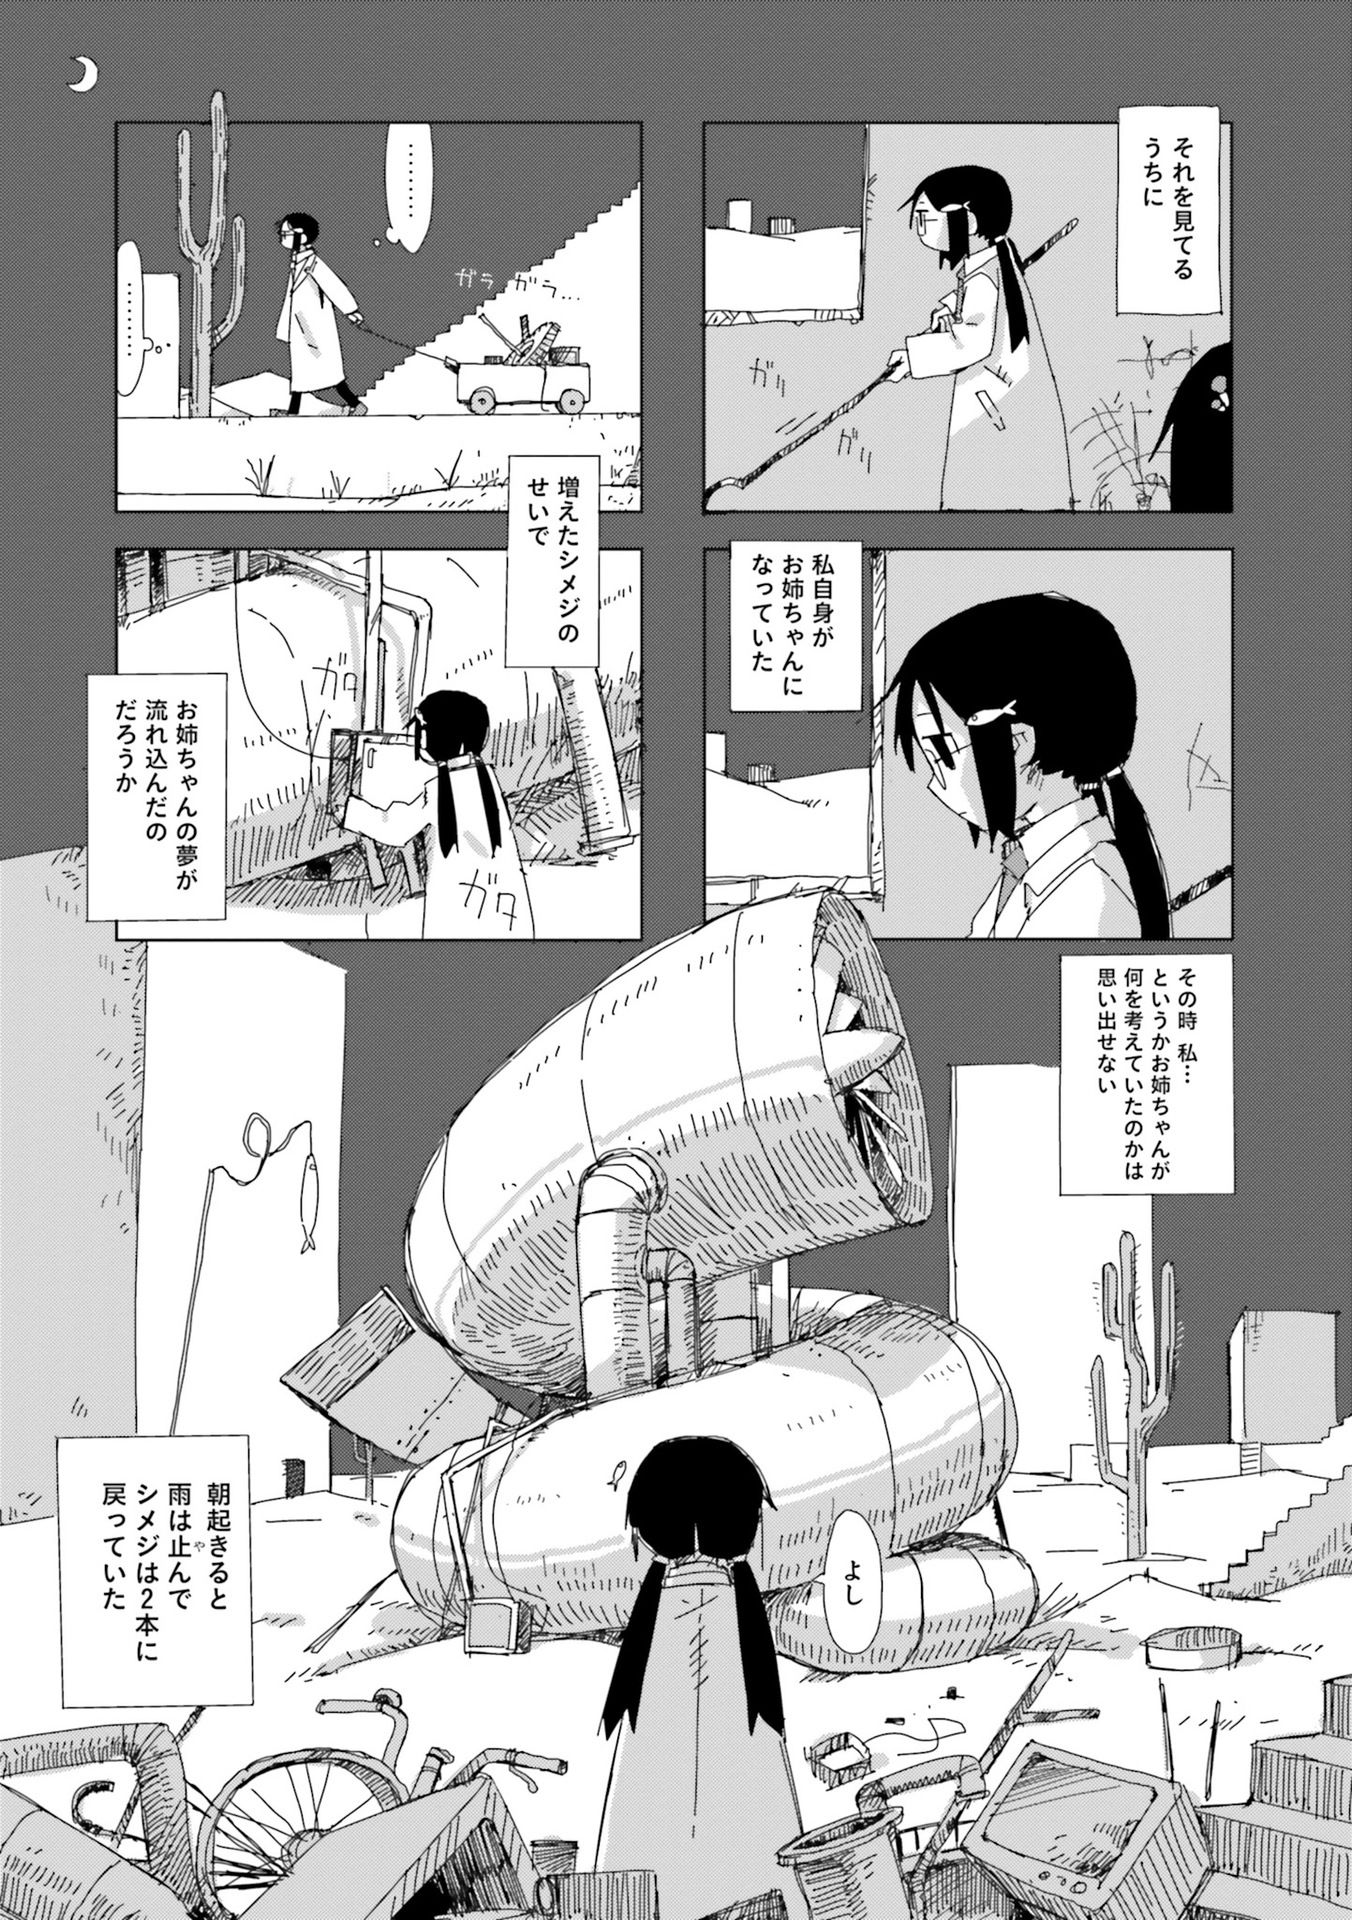 それを見てる
うちに
ガリ
ガリ
私自身が
お姉ちゃんに
なっていた
………
ガラガラ…
………
増えたシメジの
せいで
ガタ
ガタ
お姉ちゃんの夢が
流れ込んだの
だろうか
その時 私…
というかお姉ちゃんが
何を考えていたのかは
思い出せない
よし
朝起きると
雨は止んで
や
シメジは2本に
戻っていた